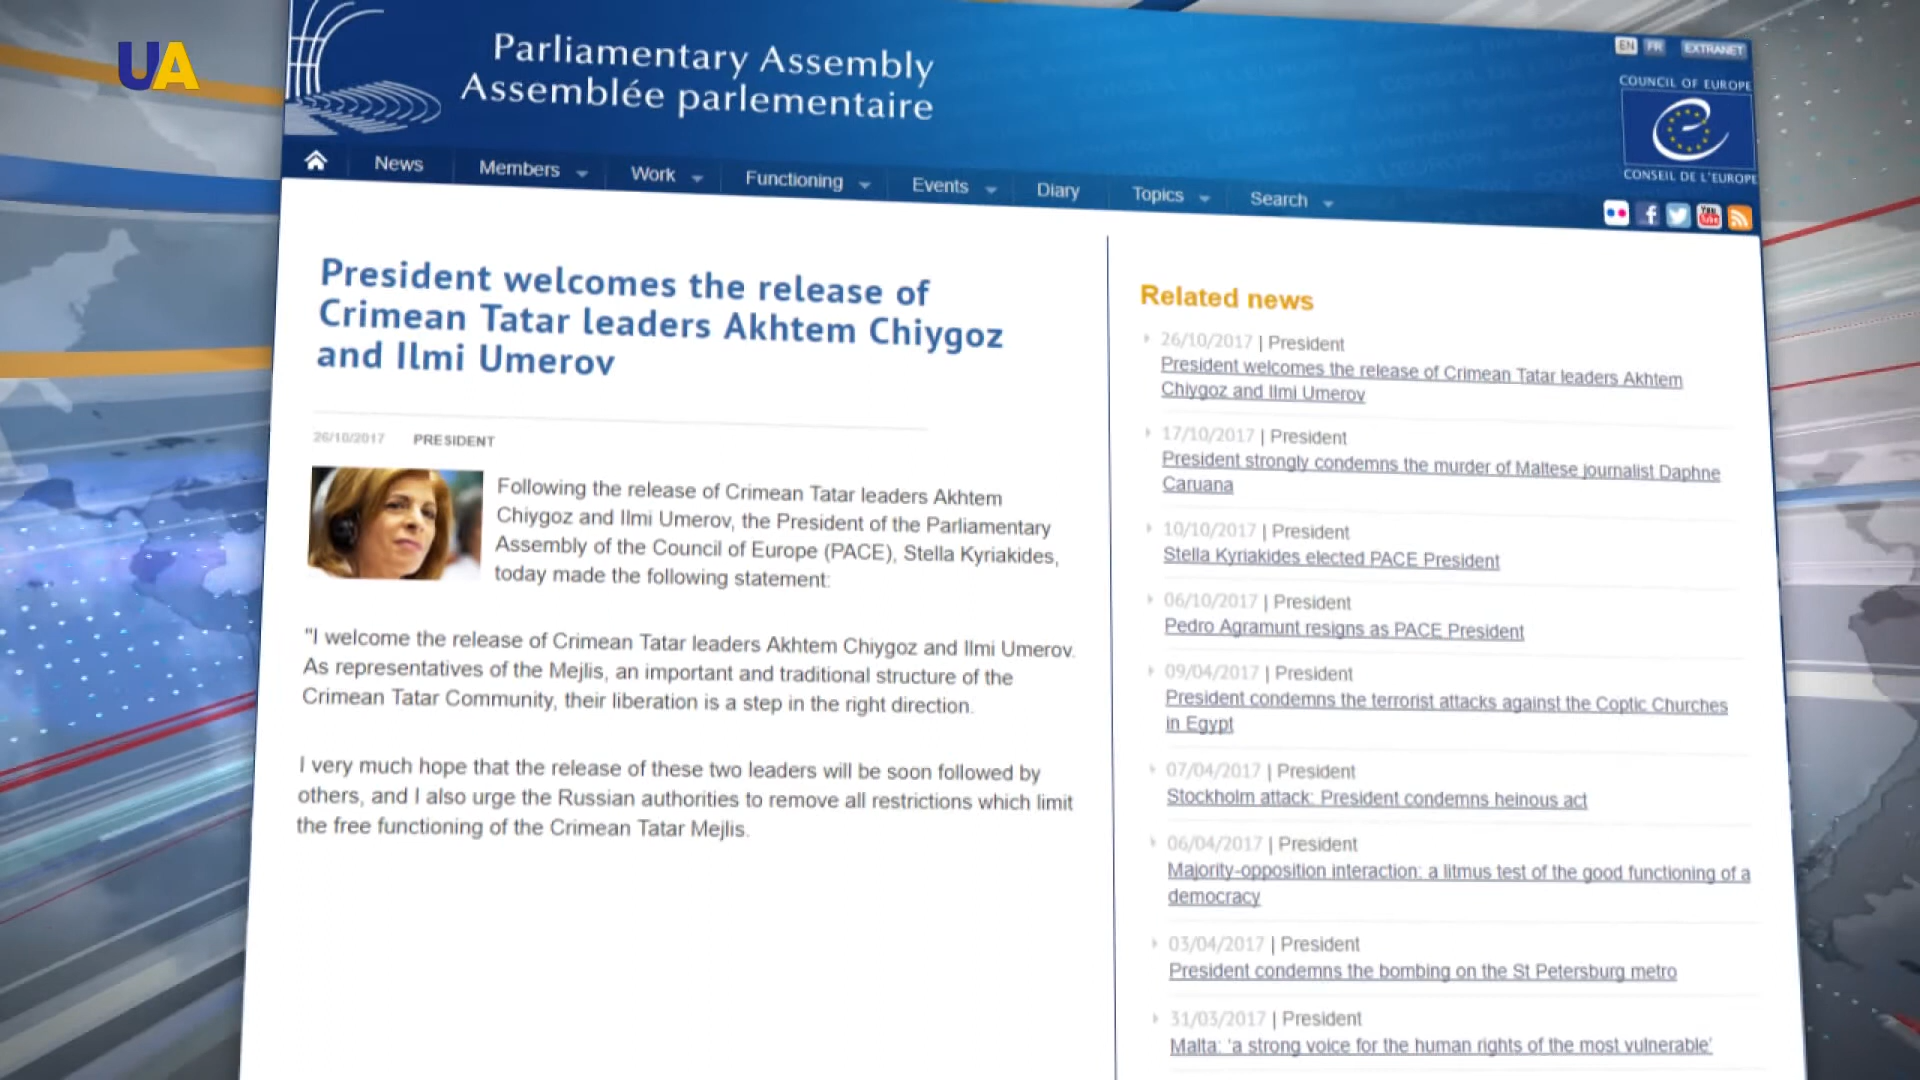 UA
Parliamentary Assembly
Assemblée parlementaire
EN FR EXTRANET
COUNCIL OF EUROPE
CONSEIL DE L'EUROPE
News Members Work Functioning Events Diary Topics Search
President welcomes the release of
Crimean Tatar leaders Akhtem Chiygoz
and Ilmi Umerov
26/10/2017 PRESIDENT
Following the release of Crimean Tatar leaders Akhtem
Chiygoz and Ilmi Umerov, the President of the Parliamentary
Assembly of the Council of Europe (PACE), Stella Kyriakides,
today made the following statement:
"I welcome the release of Crimean Tatar leaders Akhtem Chiygoz and Ilmi Umerov.
As representatives of the Mejlis, an important and traditional structure of the
Crimean Tatar Community, their liberation is a step in the right direction.
I very much hope that the release of these two leaders will be soon followed by
others, and I also urge the Russian authorities to remove all restrictions which limit
the free functioning of the Crimean Tatar Mejlis.
Related news
26/10/2017 | President
President welcomes the release of Crimean Tatar leaders Akhtem
Chiygoz and Ilmi Umerov
17/10/2017 | President
President strongly condemns the murder of Maltese journalist Daphne
Caruana
10/10/2017 | President
Stella Kyriakides elected PACE President
06/10/2017 | President
Pedro Agramunt resigns as PACE President
09/04/2017 | President
President condemns the terrorist attacks against the Coptic Churches
in Egypt
07/04/2017 | President
Stockholm attack: President condemns heinous act
06/04/2017 | President
Majority-opposition interaction: a litmus test of the good functioning of a
democracy
03/04/2017 | President
President condemns the bombing on the St Petersburg metro
31/03/2017 | President
Malta: 'a strong voice for the human rights of the most vulnerable'